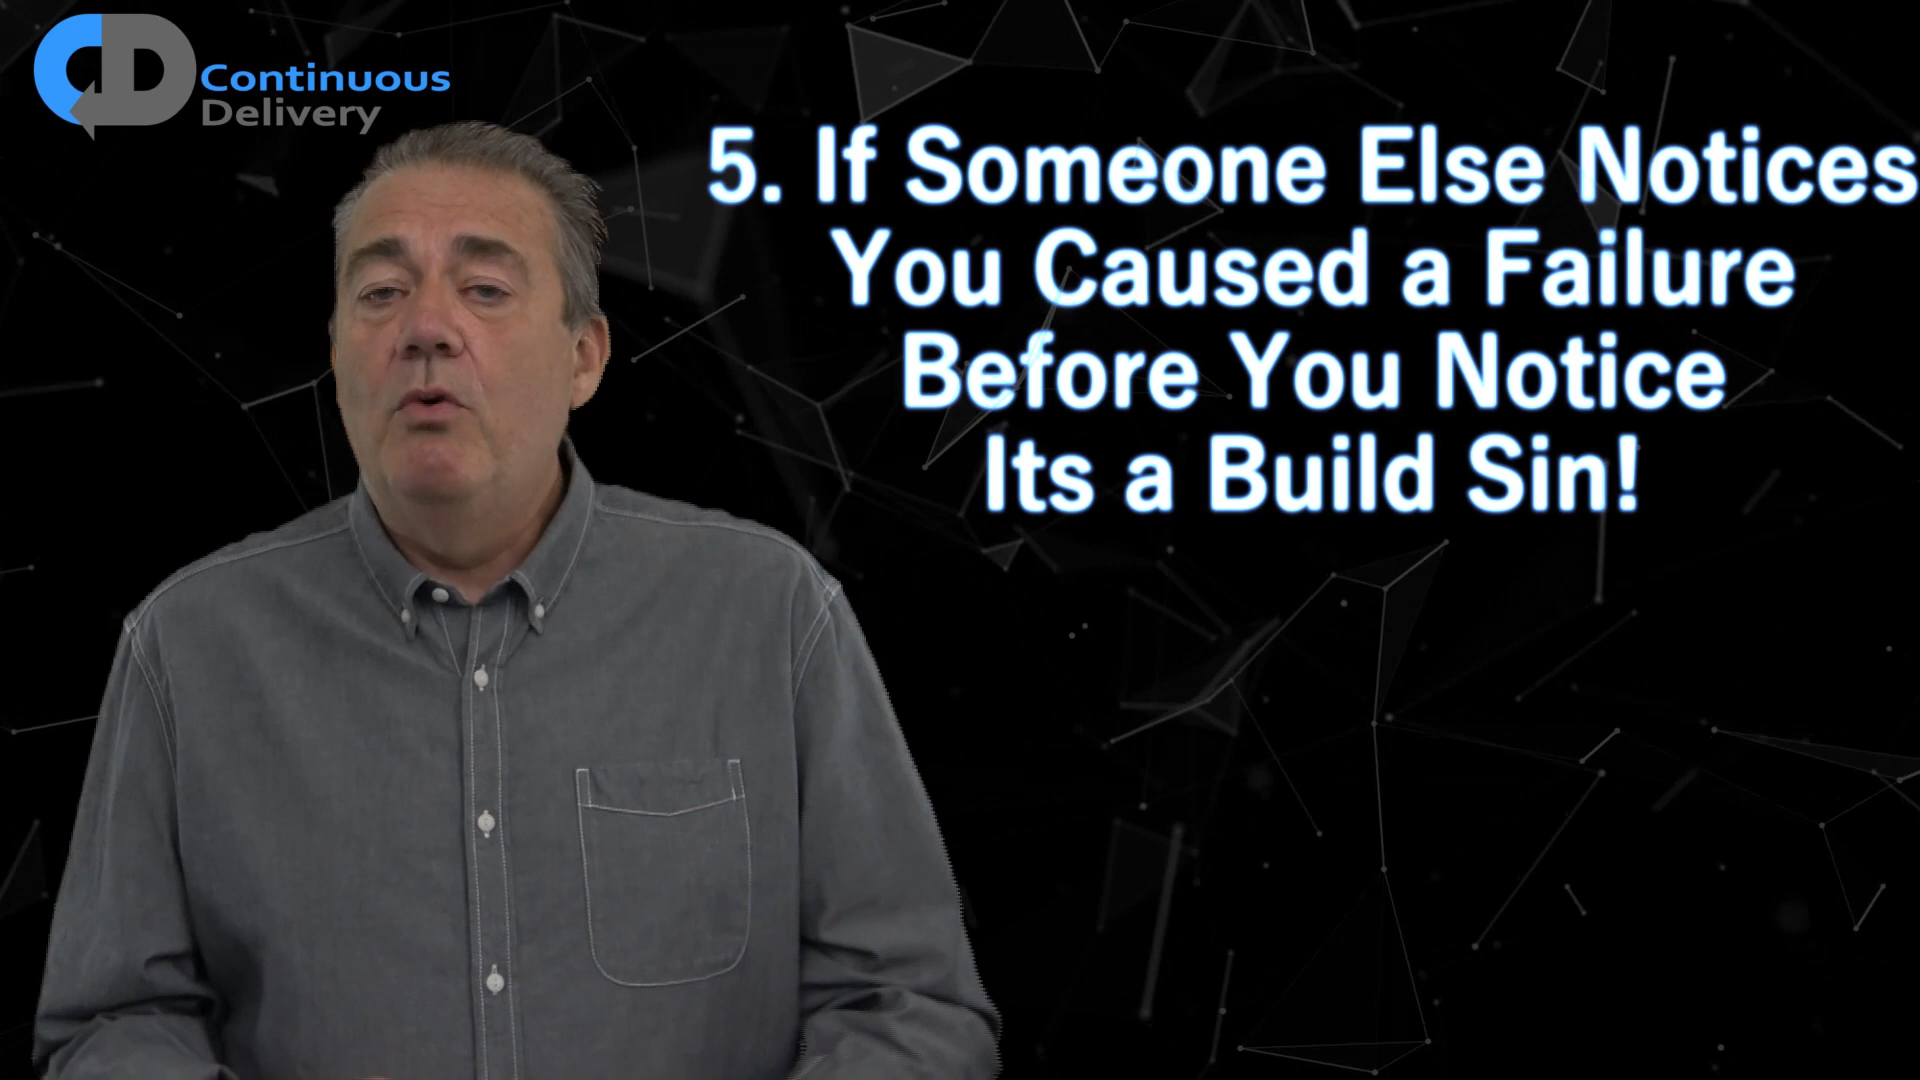 Continuous
Delivery
5. If Someone Else Notices
You Caused a Failure
Before You Notice
Its a Build Sin!